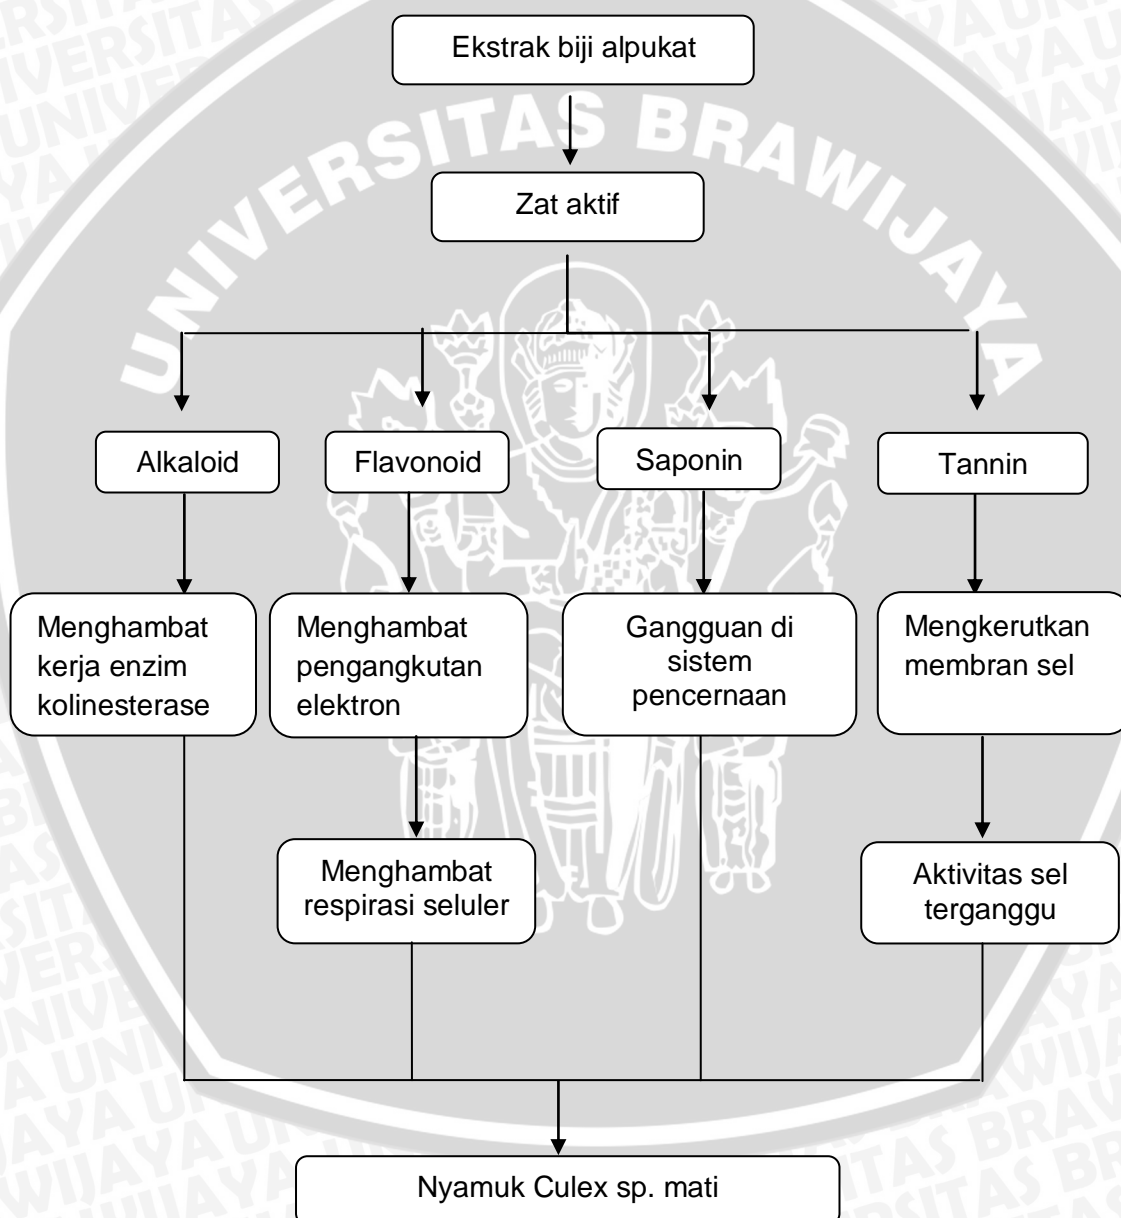 Ekstrak biji alpukat
UNIVERSITAS BRAWIJAYA
Zat aktif
Alkaloid
Flavonoid
Saponin
Tannin
Menghambat
kerja enzim
kolinesterase
Menghambat
pengangkutan
elektron
Gangguan di
sistem
pencernaan
Mengkerutkan
membran sel
Menghambat
respirasi seluler
Aktivitas sel
terganggu
Nyamuk Culex sp. mati